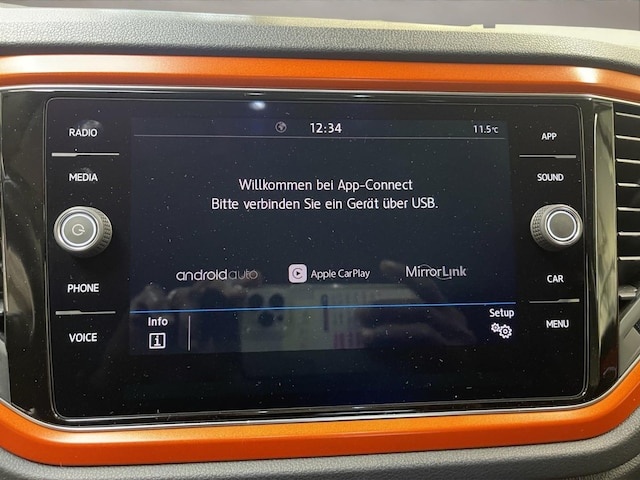 RADIO
MEDIA
PHONE
VOICE
12:34
11.5°C
Willkommen bei App-Connect
Bitte verbinden Sie ein Gerät über USB.
androidauto
Apple CarPlay
MirrorLink
Info
i
Setup
APP
SOUND
CAR
MENU